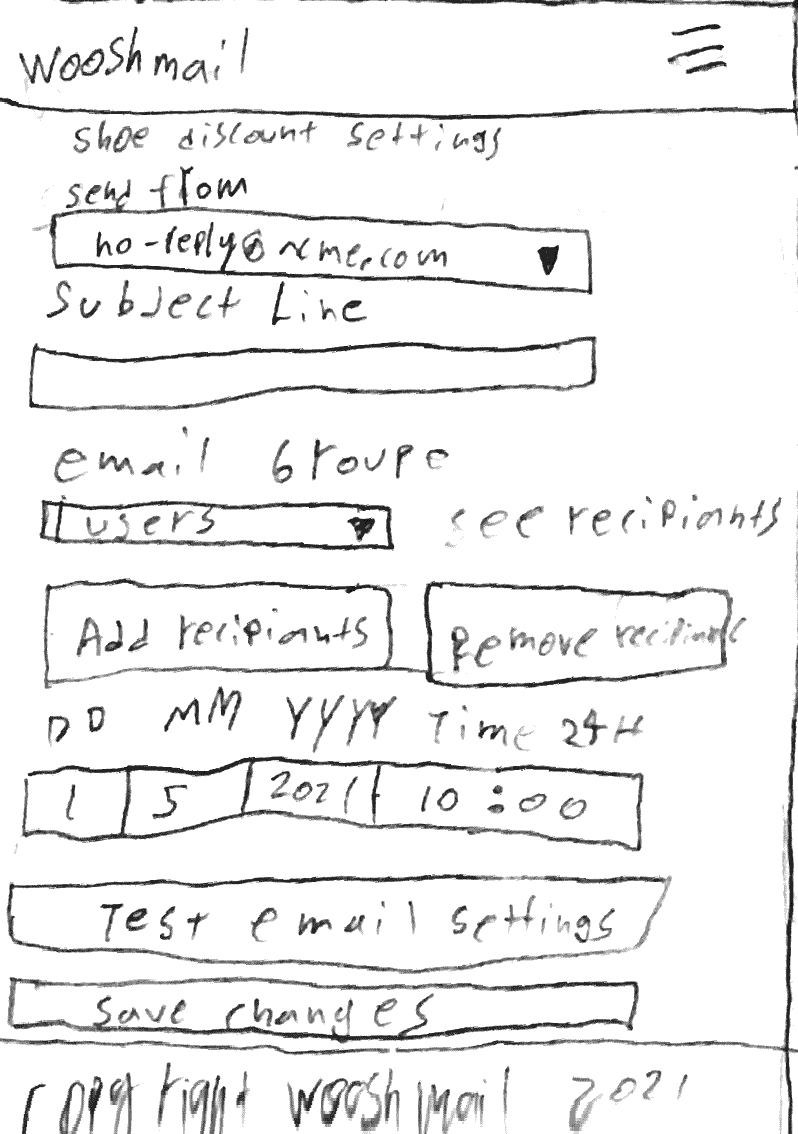 wooshmail
shoe discount settings
send from
no-reply@acme.com
Subject Line
email Groupe
users
see recipiants
Add recipiants
Remove recipiants
DD MM YYYY Time 24H
1 5 2021 10:00
Test email settings
save changes
Copyright wooshmail 2021